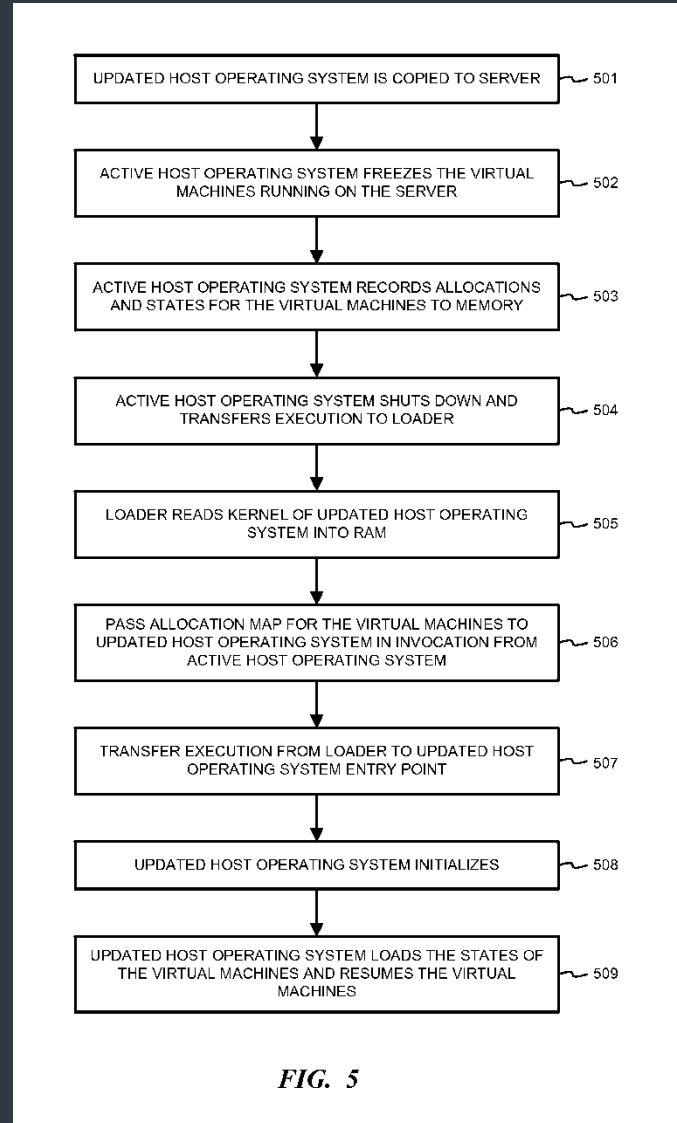 UPDATED HOST OPERATING SYSTEM IS COPIED TO SERVER
501
ACTIVE HOST OPERATING SYSTEM FREEZES THE VIRTUAL
MACHINES RUNNING ON THE SERVER
502
ACTIVE HOST OPERATING SYSTEM RECORDS ALLOCATIONS
AND STATES FOR THE VIRTUAL MACHINES TO MEMORY
503
ACTIVE HOST OPERATING SYSTEM SHUTS DOWN AND
TRANSFERS EXECUTION TO LOADER
504
LOADER READS KERNEL OF UPDATED HOST OPERATING
SYSTEM INTO RAM
505
PASS ALLOCATION MAP FOR THE VIRTUAL MACHINES TO
UPDATED HOST OPERATING SYSTEM IN INVOCATION FROM
ACTIVE HOST OPERATING SYSTEM
506
TRANSFER EXECUTION FROM LOADER TO UPDATED HOST
OPERATING SYSTEM ENTRY POINT
507
UPDATED HOST OPERATING SYSTEM INITIALIZES
508
UPDATED HOST OPERATING SYSTEM LOADS THE STATES OF
THE VIRTUAL MACHINES AND RESUMES THE VIRTUAL
MACHINES
509
FIG. 5